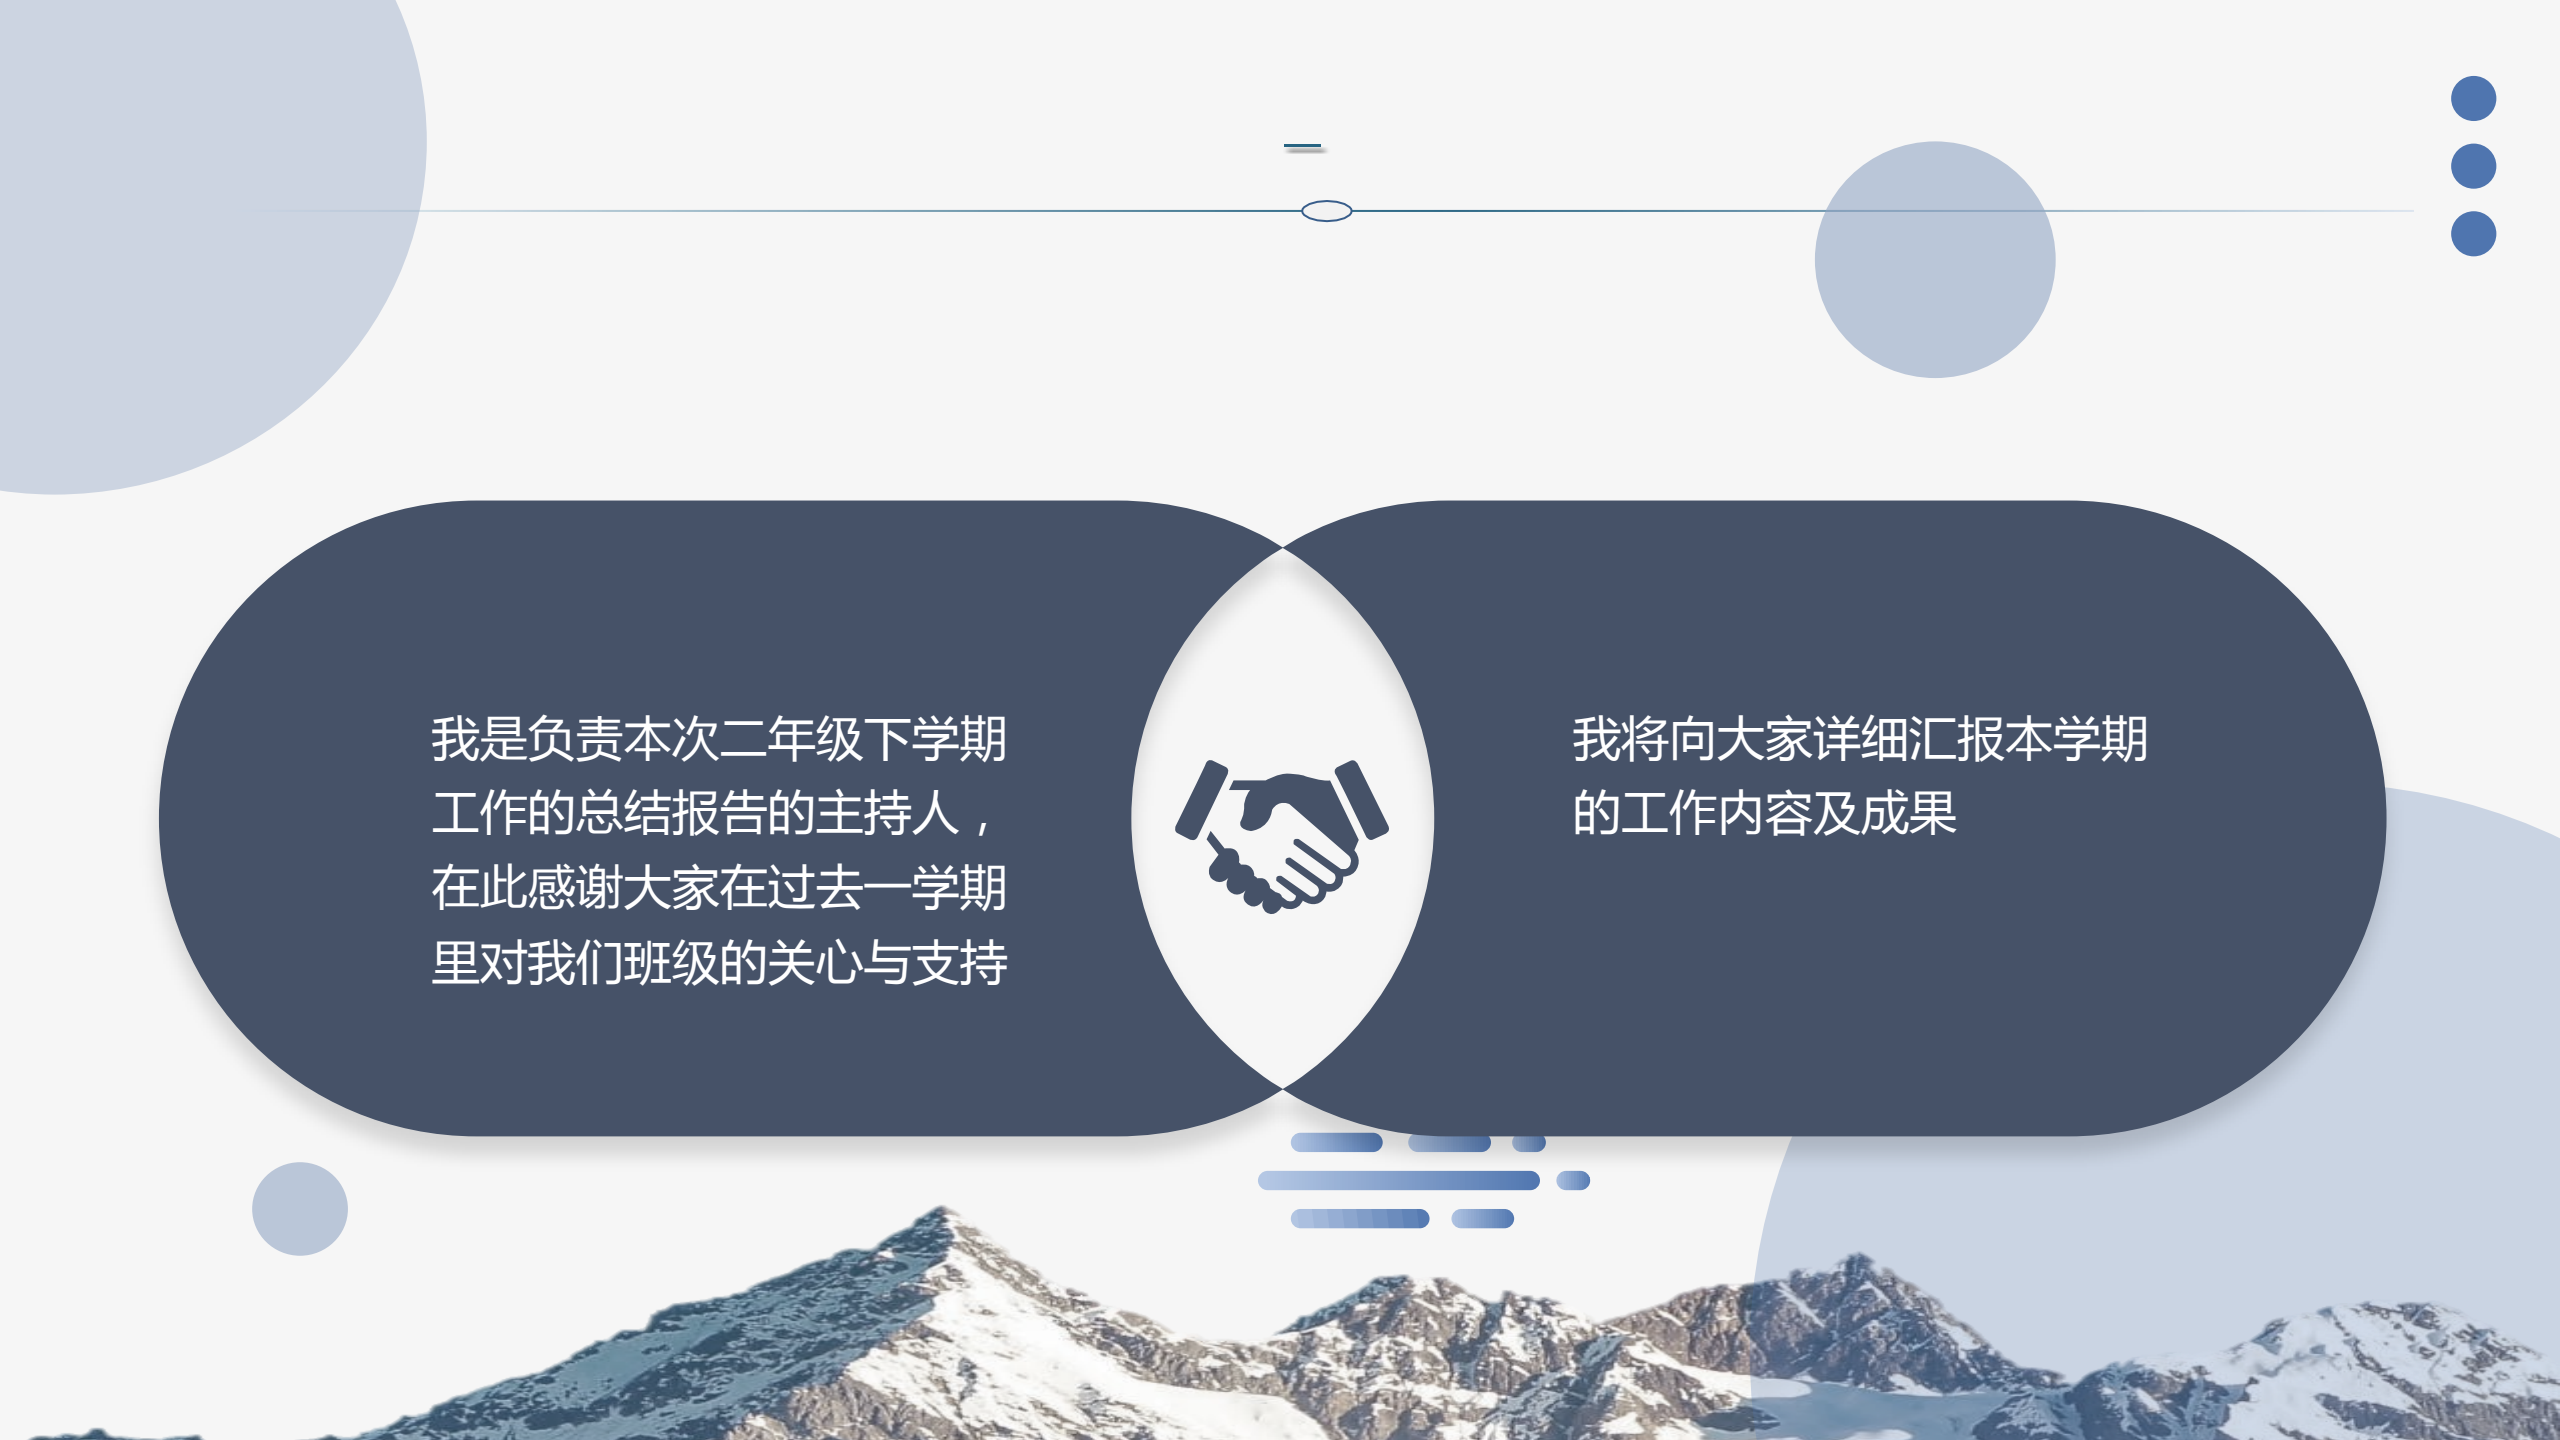 我是负责本次二年级下学期
工作的总结报告的主持人，
在此感谢大家在过去一学期
里对我们班级的关心与支持
我将向大家详细汇报本学期
的工作内容及成果